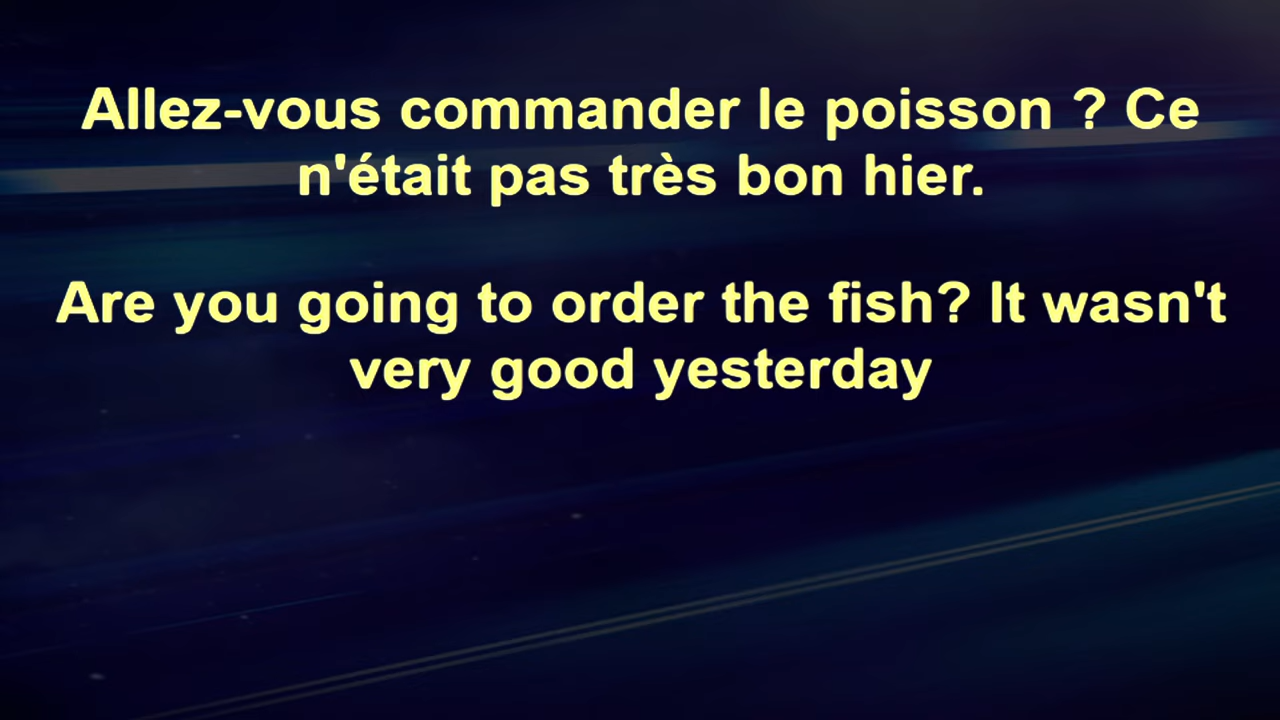 Allez-vous commander le poisson ? Ce
n'était pas très bon hier.
Are you going to order the fish? It wasn't
very good yesterday